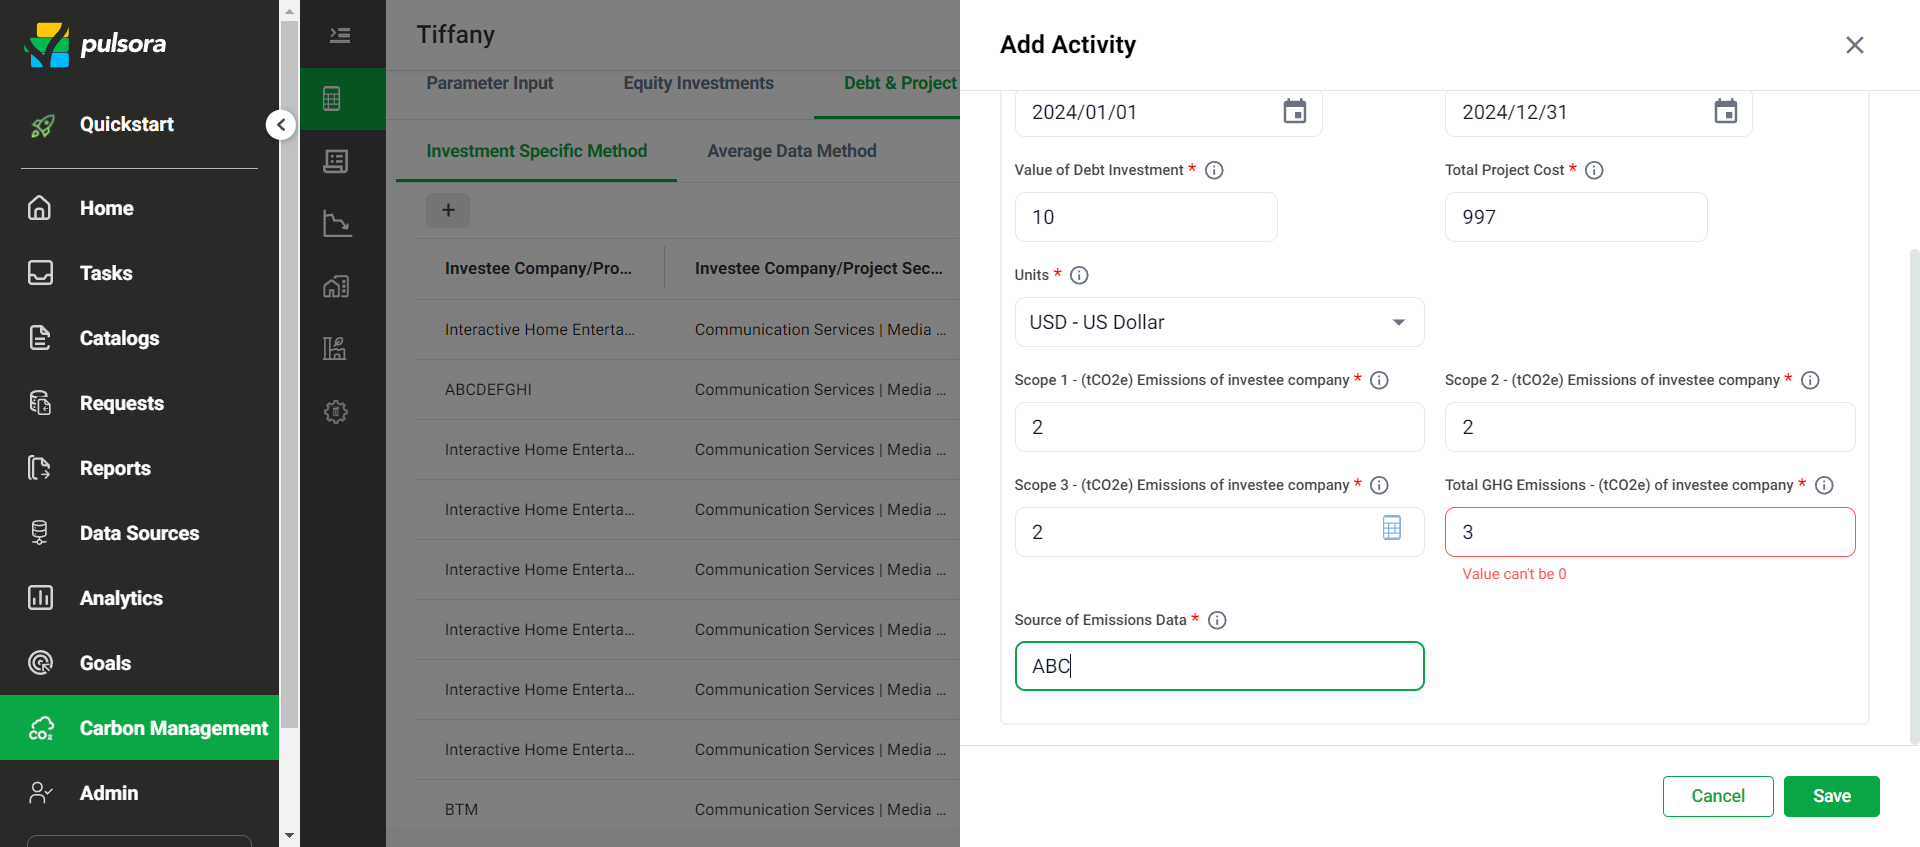 pulsora
Quickstart
Home
Tasks
Catalogs
Requests
Reports
Data Sources
Analytics
Goals
CO₂
Carbon Management
Admin
Tiffany
Parameter Input
Equity Investments
Debt & Project
Investment Specific Method
Average Data Method
+
Investee Company/Pro...
Investee Company/Project Sec...
Interactive Home Enterta...
Communication Services | Media ...
ABCDEFGHI
Communication Services | Media ...
Interactive Home Enterta...
Communication Services | Media ...
Interactive Home Enterta...
Communication Services | Media ...
Interactive Home Enterta...
Communication Services | Media ...
Interactive Home Enterta...
Communication Services | Media ...
Interactive Home Enterta...
Communication Services | Media ...
Interactive Home Enterta...
Communication Services | Media ...
BTM
Communication Services | Media ...
Add Activity
2024/01/01
2024/12/31
Value of Debt Investment *
Total Project Cost *
10
997
Units *
USD - US Dollar
Scope 1 - (tCO2e) Emissions of investee company *
Scope 2 - (tCO2e) Emissions of investee company *
2
2
Scope 3 - (tCO2e) Emissions of investee company *
Total GHG Emissions - (tCO2e) of investee company *
2
3
Value can't be 0
Source of Emissions Data *
ABC
Cancel
Save